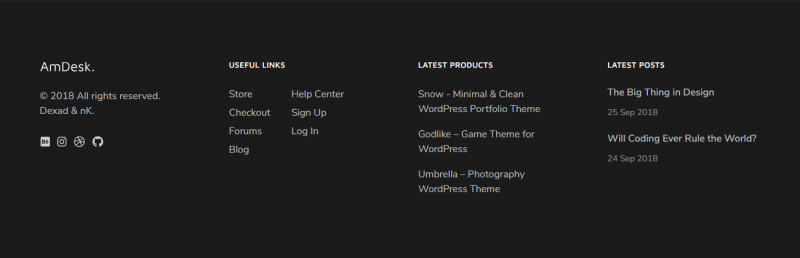 AmDesk.
© 2018 All rights reserved.
Dexad & nK.
USEFUL LINKS
Store
Checkout
Forums
Blog
Help Center
Sign Up
Log In
LATEST PRODUCTS
Snow - Minimal & Clean
WordPress Portfolio Theme
Godlike – Game Theme for
WordPress
Umbrella – Photography
WordPress Theme
LATEST POSTS
The Big Thing in Design
25 Sep 2018
Will Coding Ever Rule the World?
24 Sep 2018